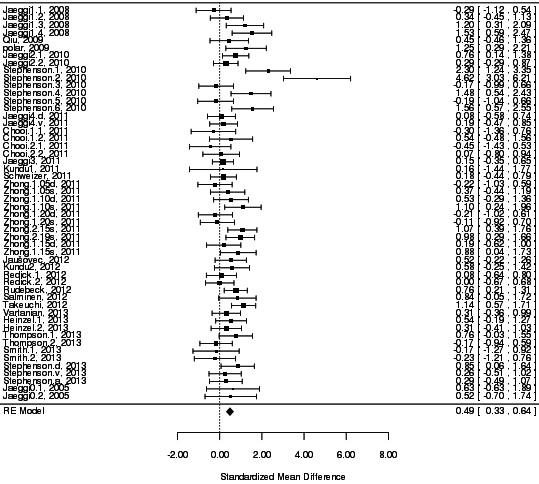 Jaeggi1.1, 2008 -0.29 [ -1.12 , 0.54 ]
Jaeggi1.2, 2008 0.34 [ -0.45 , 1.13 ]
Jaeggi1.3, 2008 1.20 [ 0.31 , 2.09 ]
Jaeggi1.4, 2008 1.53 [ 0.59 , 2.47 ]
Qiu, 2009 0.45 [ -0.46 , 1.36 ]
polar, 2009 1.25 [ 0.29 , 2.21 ]
Jaeggi2.1, 2010 0.76 [ 0.14 , 1.38 ]
Jaeggi2.2, 2010 0.29 [ -0.29 , 0.87 ]
Stephenson.1, 2010 2.30 [ 1.24 , 3.35 ]
Stephenson.2, 2010 4.62 [ 3.03 , 6.21 ]
Stephenson.3, 2010 -0.17 [ -0.99 , 0.66 ]
Stephenson.4, 2010 1.48 [ 0.54 , 2.43 ]
Stephenson.5, 2010 -0.19 [ -1.04 , 0.66 ]
Stephenson.6, 2010 1.56 [ 0.57 , 2.55 ]
Jaeggi4.d, 2011 0.08 [ -0.58 , 0.74 ]
Jaeggi4.v, 2011 0.19 [ -0.47 , 0.85 ]
Chooi.1.1, 2011 -0.30 [ -1.36 , 0.76 ]
Chooi.1.2, 2011 0.54 [ -0.48 , 1.56 ]
Chooi.2.1, 2011 -0.45 [ -1.43 , 0.53 ]
Chooi.2.2, 2011 0.07 [ -0.80 , 0.94 ]
Jaeggi3, 2011 0.15 [ -0.35 , 0.65 ]
Kundu1, 2011 0.16 [ -1.44 , 1.77 ]
Schweizer, 2011 0.18 [ -0.44 , 0.79 ]
Zhong.1.05d, 2011 -0.22 [ -1.03 , 0.59 ]
Zhong.1.05s, 2011 0.37 [ -0.44 , 1.19 ]
Zhong.1.10d, 2011 0.53 [ -0.29 , 1.36 ]
Zhong.1.10s, 2011 1.10 [ 0.24 , 1.96 ]
Zhong.1.20d, 2011 -0.21 [ -1.02 , 0.61 ]
Zhong.1.20s, 2011 -0.11 [ -0.92 , 0.70 ]
Zhong.2.15s, 2011 1.07 [ 0.39 , 1.76 ]
Zhong.2.19s, 2011 0.98 [ 0.29 , 1.66 ]
Zhong.1.15d, 2011 0.19 [ -0.62 , 1.00 ]
Zhong.1.15s, 2011 0.88 [ 0.04 , 1.73 ]
Jaušovec, 2012 0.52 [ -0.22 , 1.26 ]
Kundu2, 2012 0.58 [ -0.25 , 1.42 ]
Redick.1, 2012 0.08 [ -0.64 , 0.80 ]
Redick.2, 2012 0.00 [ -0.67 , 0.68 ]
Rudebeck, 2012 0.76 [ 0.21 , 1.31 ]
Salminen, 2012 0.84 [ -0.05 , 1.72 ]
Takeuchi, 2012 1.14 [ 0.57 , 1.71 ]
Vartanian, 2013 0.31 [ -0.36 , 0.99 ]
Heinzel.1, 2013 0.54 [ -0.19 , 1.27 ]
Heinzel.2, 2013 0.31 [ -0.41 , 1.03 ]
Thompson.1, 2013 0.76 [ -0.03 , 1.55 ]
Thompson.2, 2013 -0.17 [ -0.94 , 0.59 ]
Smith.1, 2013 -0.17 [ -1.27 , 0.92 ]
Smith.2, 2013 -0.23 [ -1.21 , 0.76 ]
Stephenson.d, 2013 0.85 [ 0.06 , 1.64 ]
Stephenson.v, 2013 0.26 [ -0.51 , 1.02 ]
Stephenson.a, 2013 0.29 [ -0.49 , 1.07 ]
Jaeggi0.1, 2005 0.63 [ -0.63 , 1.89 ]
Jaeggi0.2, 2005 0.52 [ -0.70 , 1.74 ]
RE Model 0.49 [ 0.33 , 0.64 ]
-2.00 0.00 2.00 4.00 6.00 8.00
Standardized Mean Difference